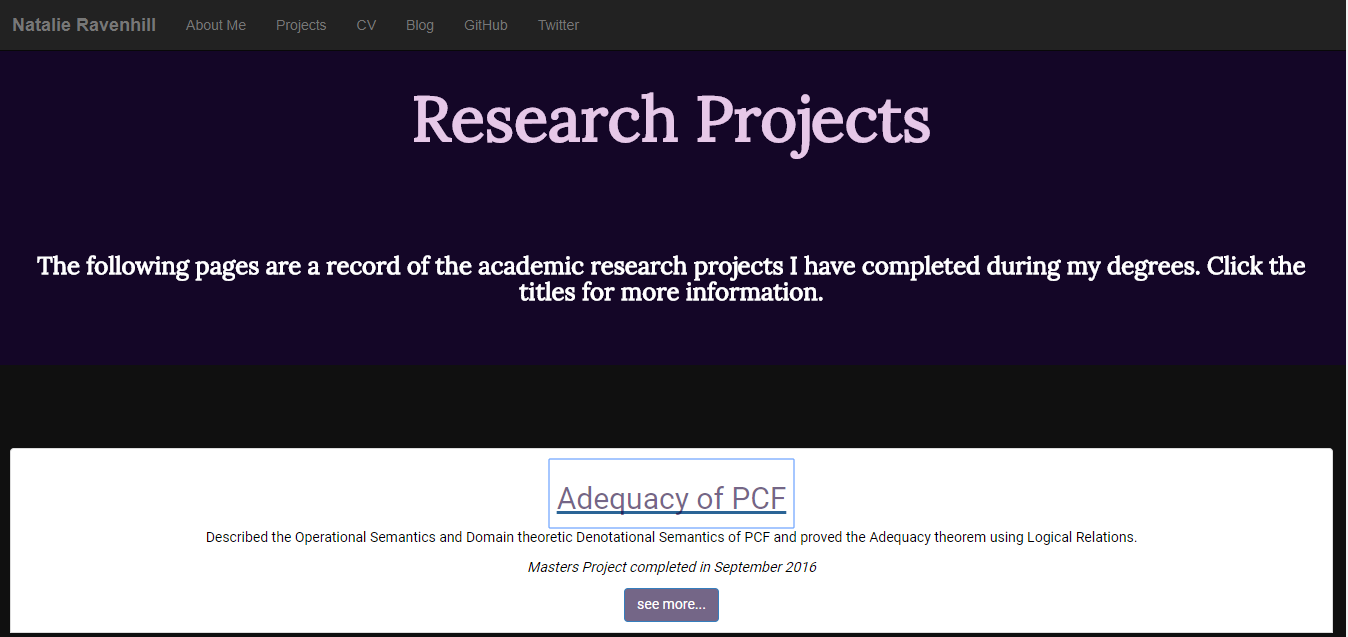 Natalie Ravenhill About Me Projects CV Blog GitHub Twitter
Research Projects
The following pages are a record of the academic research projects I have completed during my degrees. Click the
titles for more information.
Adequacy of PCF
Described the Operational Semantics and Domain theoretic Denotational Semantics of PCF and proved the Adequacy theorem using Logical Relations.
Masters Project completed in September 2016
see more...